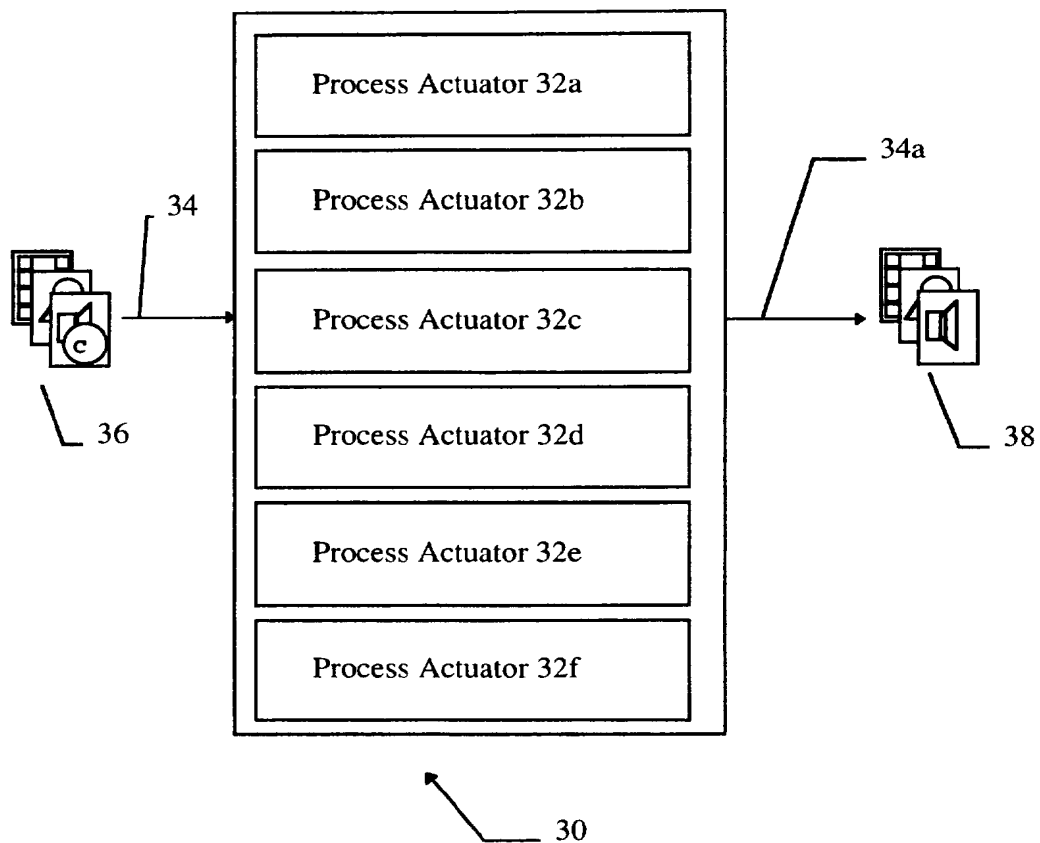 Process Actuator 32a
34a
Process Actuator 32b
34
Process Actuator 32c
c
36
Process Actuator 32d
38
Process Actuator 32e
Process Actuator 32f
30